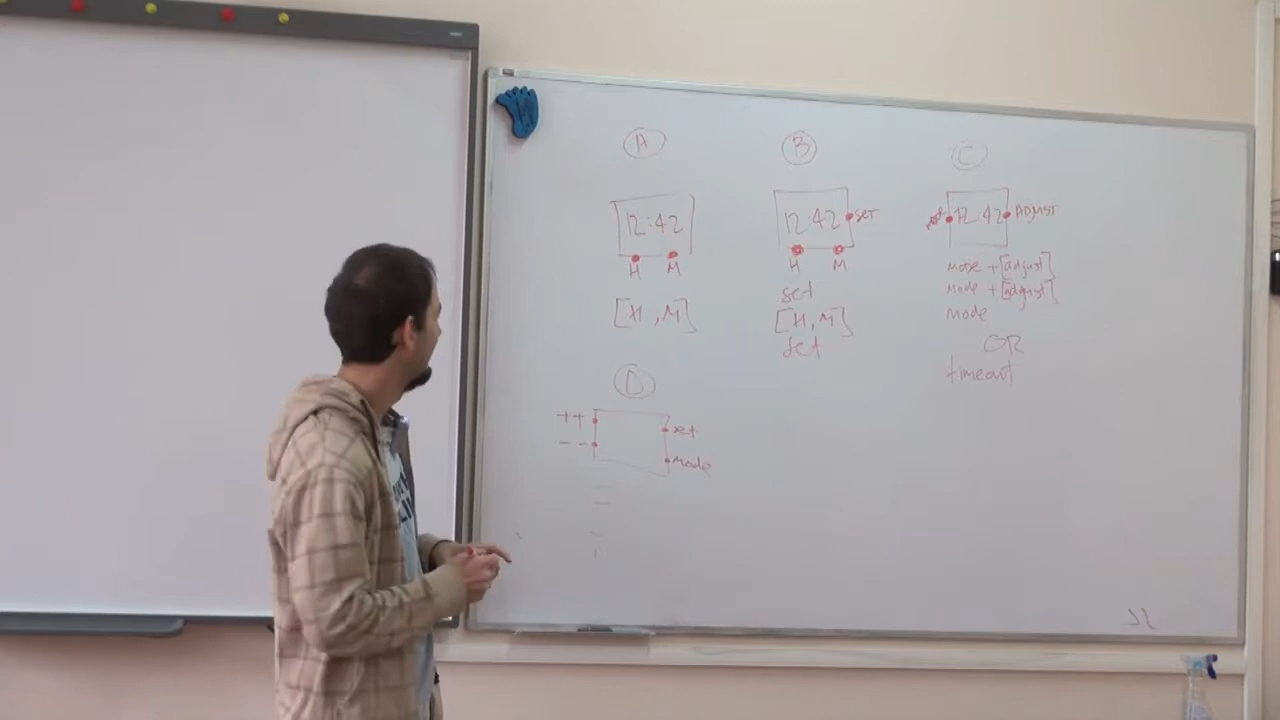 A
12:42
H M
[H, M]
B
12:42 SET
H M
set
[H, M]
set
C
12:42 ADJUST
mode + [adjust]
mode + [adjust]
mode
OR
timeout
D
++ set
-- mode